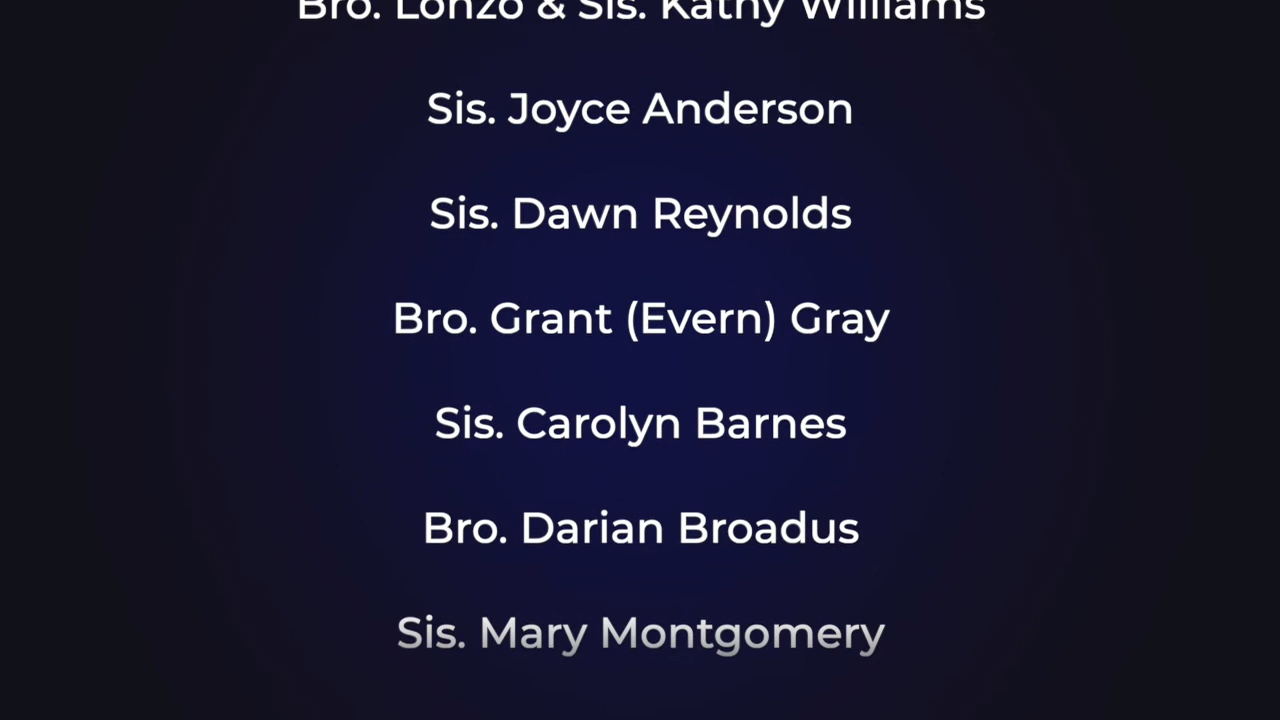 Bro. Lonzo & Sis. Kathy Williams
Sis. Joyce Anderson
Sis. Dawn Reynolds
Bro. Grant (Evern) Gray
Sis. Carolyn Barnes
Bro. Darian Broadus
Sis. Mary Montgomery